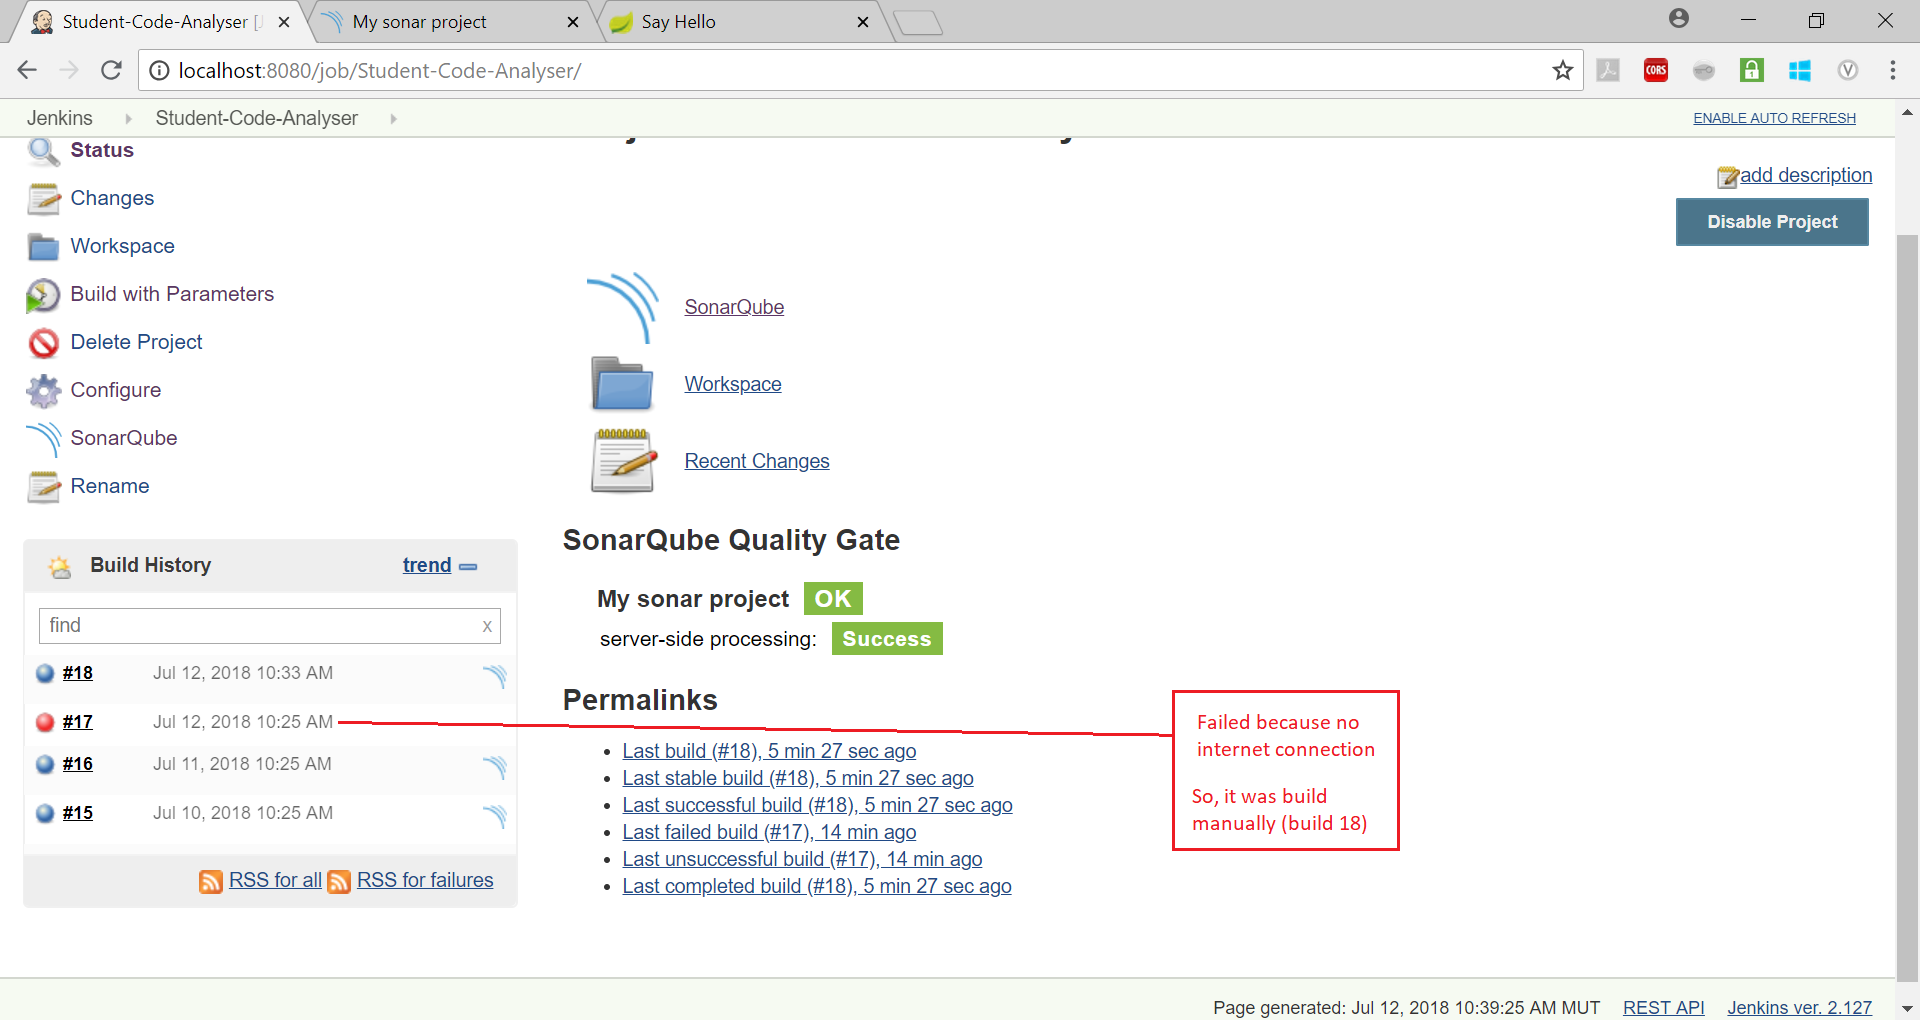 Student-Code-Analyser [
My sonar project
Say Hello
localhost:8080/job/Student-Code-Analyser/
CORS
V
Jenkins
Student-Code-Analyser
ENABLE AUTO REFRESH
Status
Changes
Workspace
Build with Parameters
Delete Project
Configure
SonarQube
Rename
add description
Disable Project
SonarQube
Workspace
Recent Changes
Build History
trend
find
x
#18 Jul 12, 2018 10:33 AM
#17 Jul 12, 2018 10:25 AM
#16 Jul 11, 2018 10:25 AM
#15 Jul 10, 2018 10:25 AM
RSS for all RSS for failures
SonarQube Quality Gate
My sonar project OK
server-side processing: Success
Permalinks
Last build (#18), 5 min 27 sec ago
Last stable build (#18), 5 min 27 sec ago
Last successful build (#18), 5 min 27 sec ago
Last failed build (#17), 14 min ago
Last unsuccessful build (#17), 14 min ago
Last completed build (#18), 5 min 27 sec ago
Failed because no
internet connection
So, it was build
manually (build 18)
Page generated: Jul 12, 2018 10:39:25 AM MUT REST API Jenkins ver. 2.127